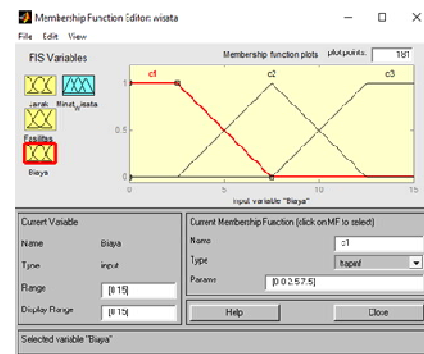 Membership Function Editor: wisata
File Edit View
FIS Variables
Membership function plots
plot points: 181
jarak
Minat_wisata
Fasilitas
Biaya
c1 c2 c3
1
0.5
0
0 5 10 15
input variable "Biaya"
Current Variable
Name Biaya
Type input
Range [0 15]
Display Range [0 15]
Current Membership Function (click on MF to select)
Name c1
Type trapmf
Params [0 0 2.5 7.5]
Help Close
Selected variable "Biaya"